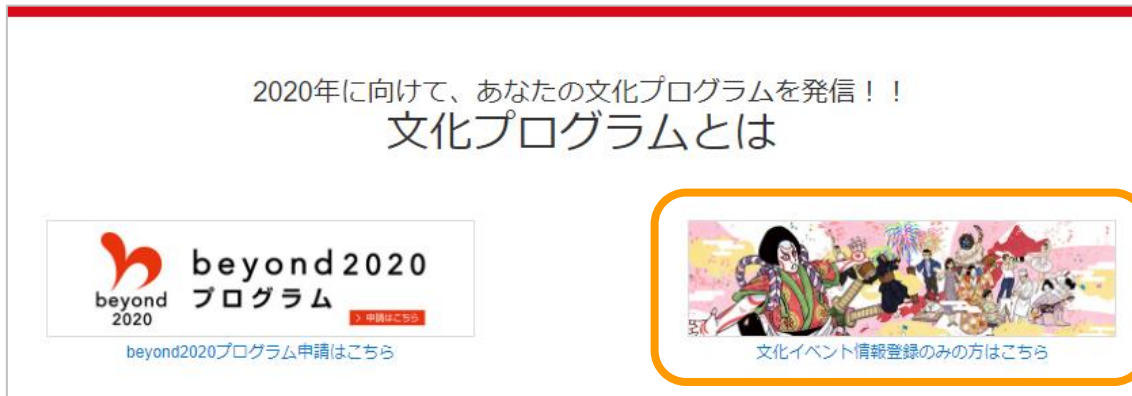 2020年に向けて、あなたの文化プログラムを発信！！
文化プログラムとは
beyond2020
プログラム
beyond
2020
> 申請はこちら
beyond2020プログラム申請はこちら
文化イベント情報登録のみの方はこちら